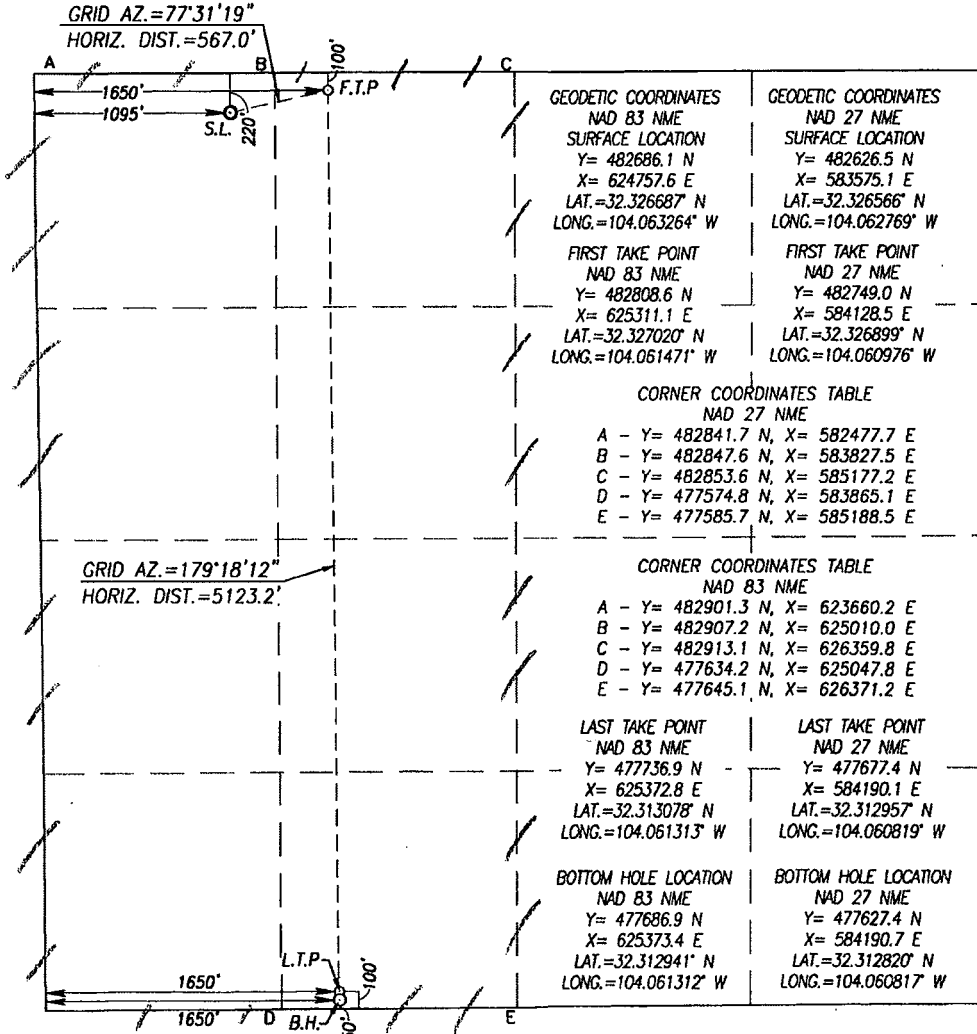 GRID AZ.=77°31'19"
HORIZ. DIST.=567.0'
A
B
C
100'
1650'
F.T.P
1095'
S.L.
220'
GEODETIC COORDINATES
NAD 83 NME
SURFACE LOCATION
Y= 482686.1 N
X= 624757.6 E
LAT.=32.326687° N
LONG.=104.063264° W
GEODETIC COORDINATES
NAD 27 NME
SURFACE LOCATION
Y= 482626.5 N
X= 583575.1 E
LAT.=32.326566° N
LONG.=104.062769° W
FIRST TAKE POINT
NAD 83 NME
Y= 482808.6 N
X= 625311.1 E
LAT.=32.327020° N
LONG.=104.061471° W
FIRST TAKE POINT
NAD 27 NME
Y= 482749.0 N
X= 584128.5 E
LAT.=32.326899° N
LONG.=104.060976° W
CORNER COORDINATES TABLE
NAD 27 NME
A - Y= 482841.7 N, X= 582477.7 E
B - Y= 482847.6 N, X= 583827.5 E
C - Y= 482853.6 N, X= 585177.2 E
D - Y= 477574.8 N, X= 583865.1 E
E - Y= 477585.7 N, X= 585188.5 E
GRID AZ.=179°18'12"
HORIZ. DIST.=5123.2'
CORNER COORDINATES TABLE
NAD 83 NME
A - Y= 482901.3 N, X= 623660.2 E
B - Y= 482907.2 N, X= 625010.0 E
C - Y= 482913.1 N, X= 626359.8 E
D - Y= 477634.2 N, X= 625047.8 E
E - Y= 477645.1 N, X= 626371.2 E
LAST TAKE POINT
NAD 83 NME
Y= 477736.9 N
X= 625372.8 E
LAT.=32.313078° N
LONG.=104.061313° W
LAST TAKE POINT
NAD 27 NME
Y= 477677.4 N
X= 584190.1 E
LAT.=32.312957° N
LONG.=104.060819° W
BOTTOM HOLE LOCATION
NAD 83 NME
Y= 477686.9 N
X= 625373.4 E
LAT.=32.312941° N
LONG.=104.061312° W
BOTTOM HOLE LOCATION
NAD 27 NME
Y= 477627.4 N
X= 584190.7 E
LAT.=32.312820° N
LONG.=104.060817° W
L.T.P
1650'
100'
1650'
D
B.H.
E